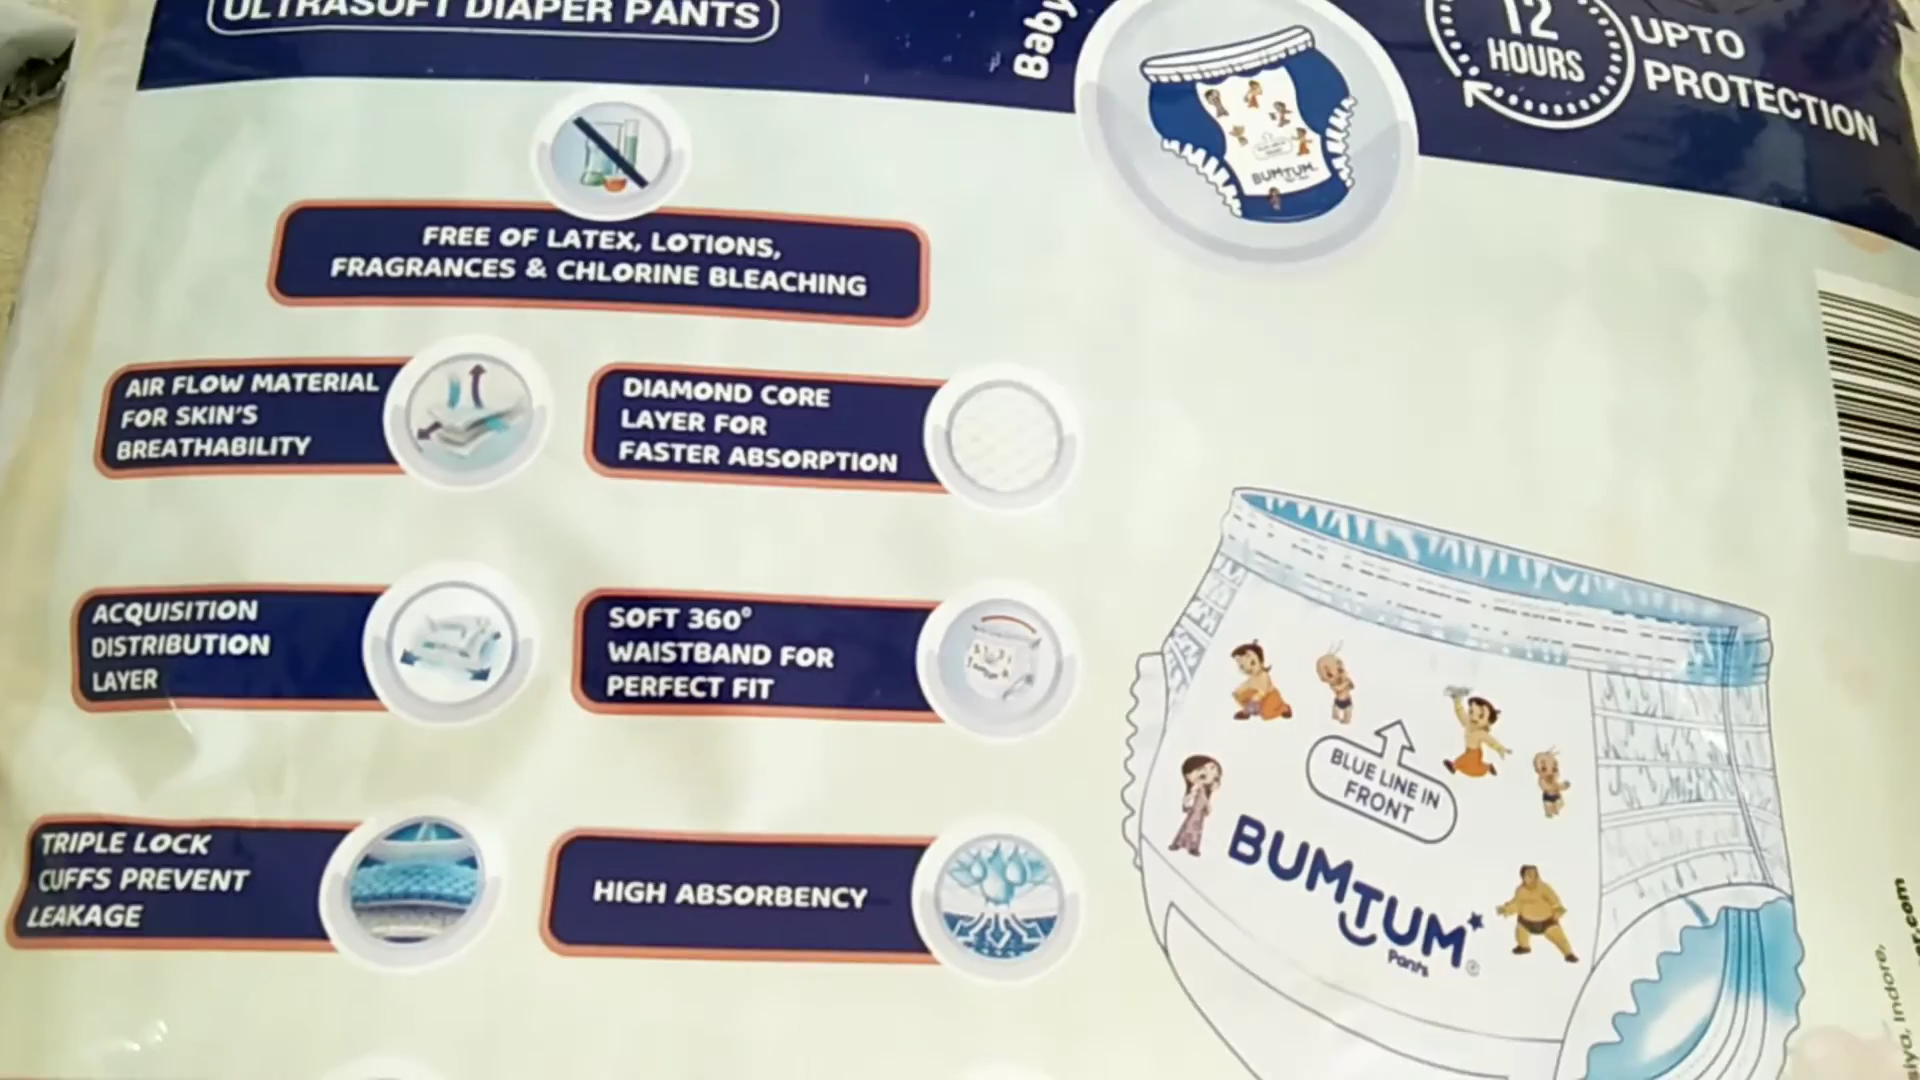 ULTRASOFT DIAPER PANTS
Baby
12
HOURS
UPTO
PROTECTION
BUMTUM
FREE OF LATEX, LOTIONS,
FRAGRANCES & CHLORINE BLEACHING
AIR FLOW MATERIAL
FOR SKIN'S
BREATHABILITY
DIAMOND CORE
LAYER FOR
FASTER ABSORPTION
ACQUISITION
DISTRIBUTION
LAYER
SOFT 360°
WAISTBAND FOR
PERFECT FIT
TRIPLE LOCK
CUFFS PREVENT
LEAKAGE
HIGH ABSORBENCY
BLUE LINE IN
FRONT
BUMTUM
Pants
Indore,